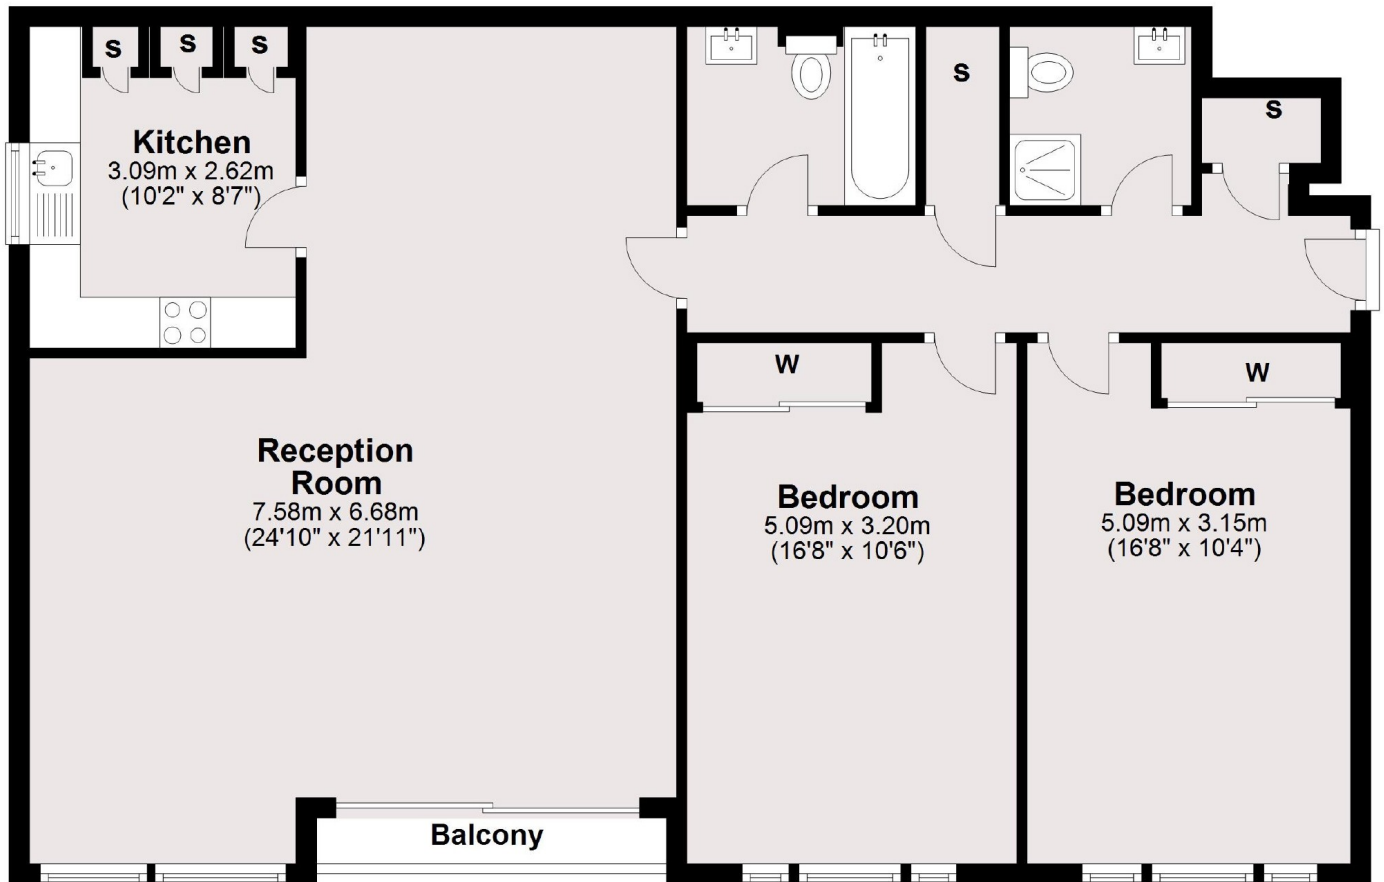 S
S
S
S
S
Kitchen
3.09m x 2.62m
(10'2" x 8'7")
W
W
Reception
Room
7.58m x 6.68m
(24'10" x 21'11")
Bedroom
5.09m x 3.20m
(16'8" x 10'6")
Bedroom
5.09m x 3.15m
(16'8" x 10'4")
Balcony